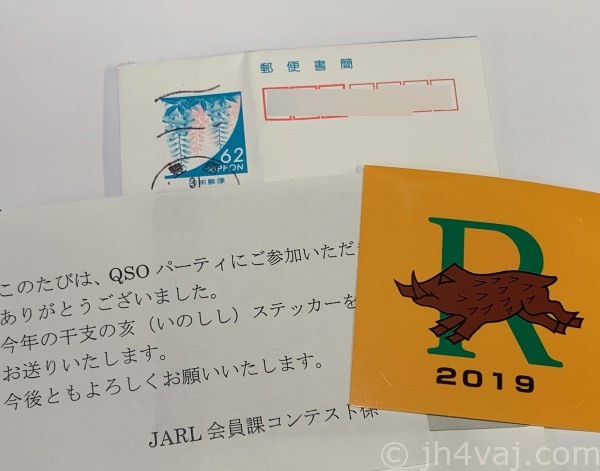 郵便書簡
62
NIPPON
31
このたびは、QSO パーティにご参加いただ
ありがとうございました。
今年の干支の亥（いのしし）ステッカーを
お送りいたします。
今後ともよろしくお願いいたします。
JARL 会員課コンテスト係
R
2019
© jh4vaj.com